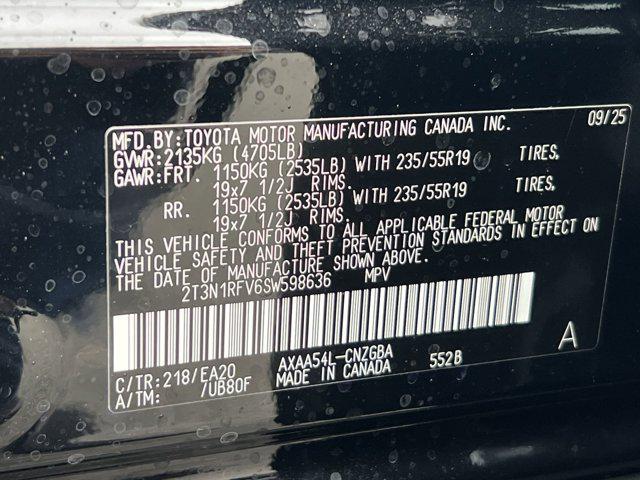 09/25
MFD.BY:TOYOTA MOTOR MANUFACTURING CANADA INC.
GVWR:2135KG (4705LB)
GAWR:FRT. 1150KG (2535LB) WITH 235/55R19 TIRES,
19x7 1/2J RIMS.
RR. 1150KG (2535LB) WITH 235/55R19 TIRES,
19x7 1/2J RIMS.
THIS VEHICLE CONFORMS TO ALL APPLICABLE FEDERAL MOTOR
VEHICLE SAFETY AND THEFT PREVENTION STANDARDS IN EFFECT ON
THE DATE OF MANUFACTURE SHOWN ABOVE.
2T3N1RFV6SW598636 MPV
A
C/TR:218/EA20 AXAA54L-CNZGBA 552B
A/TM: /UB80F MADE IN CANADA